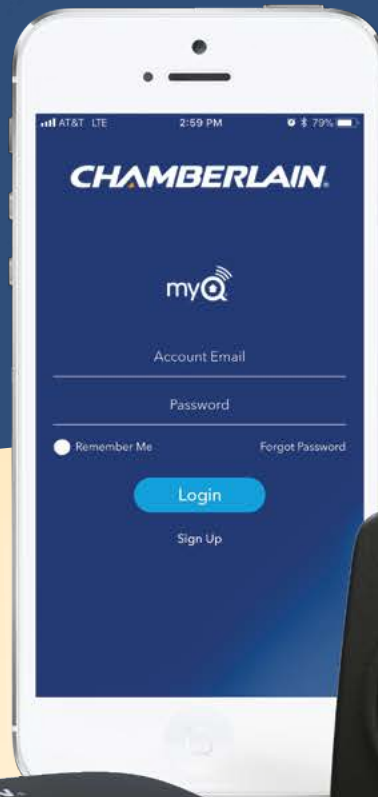 AT&T LTE 2:59 PM 79%
CHAMBERLAIN®
myQ
Account Email
Password
Remember Me Forgot Password
Login
Sign Up